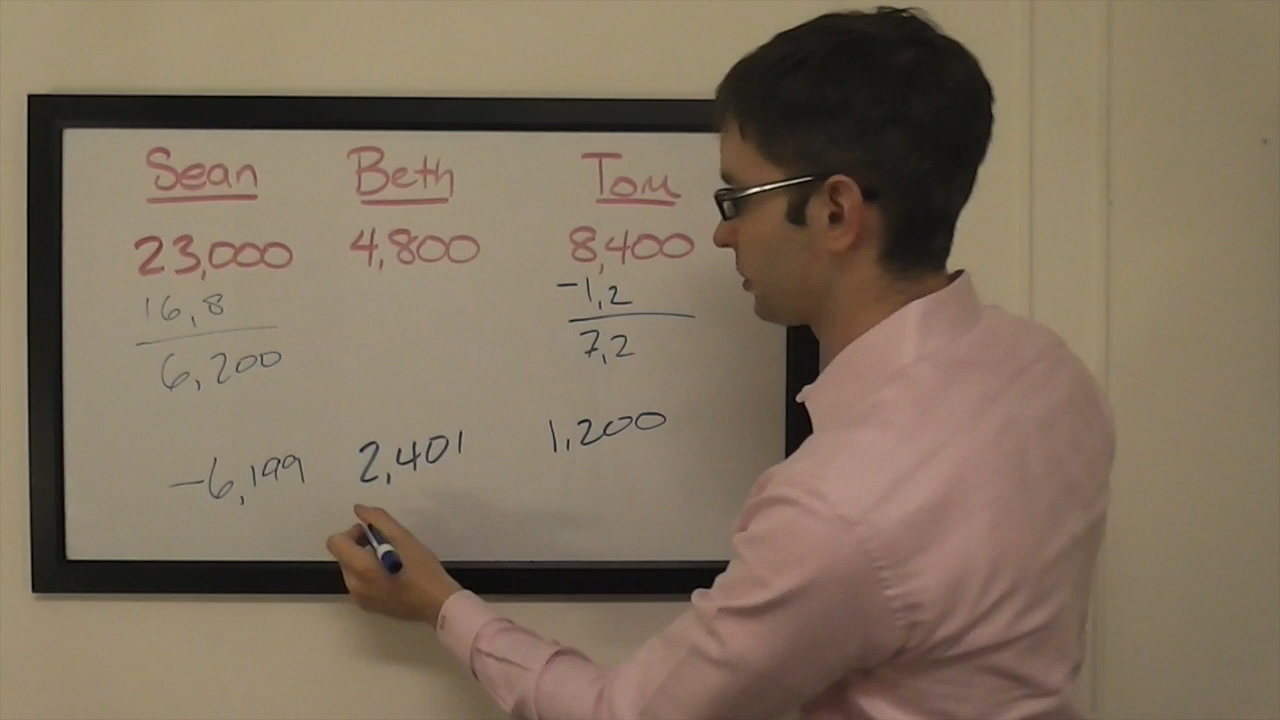 Sean Beth Tom
23,000 4,800 8,400
16,8 -1,2
6,200 7,2
-6,199 2,401 1,200